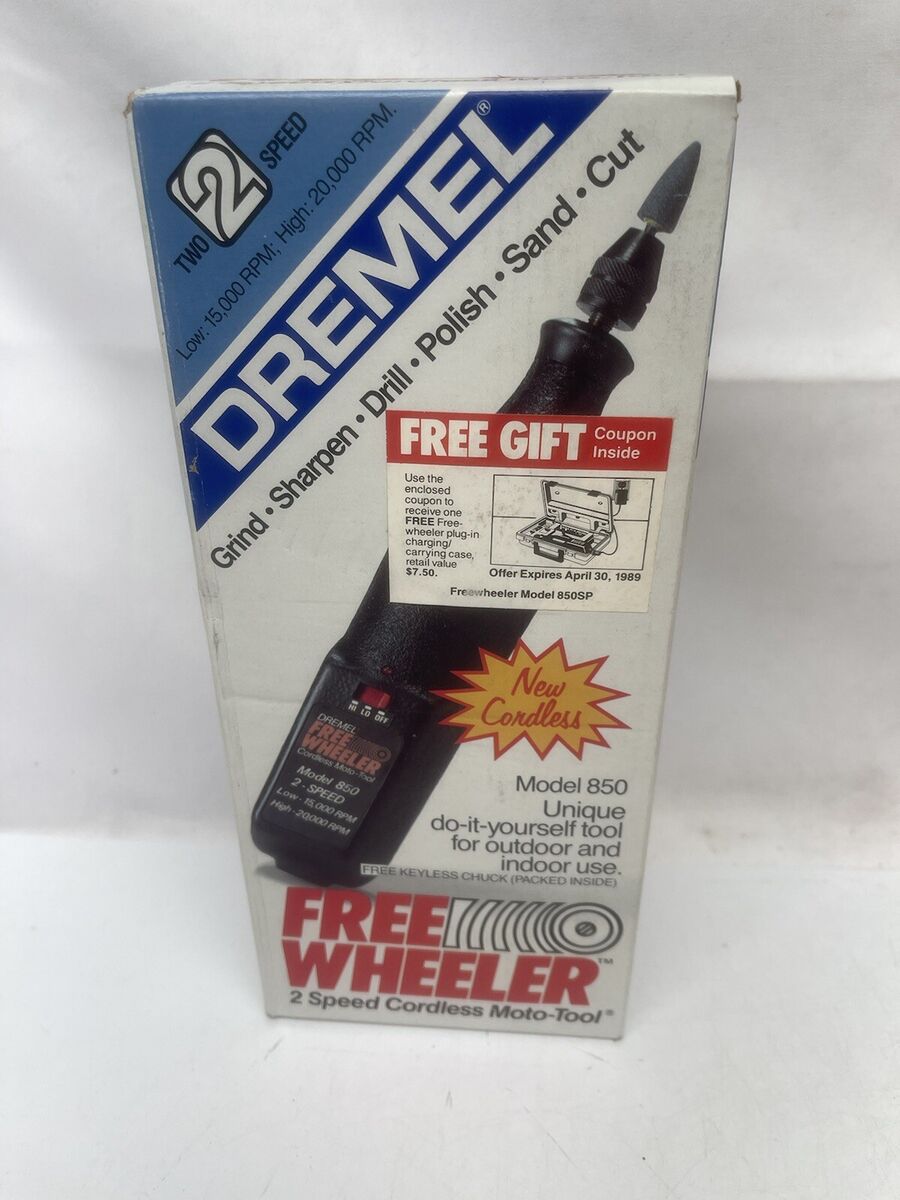 TWO 2 SPEED
Low: 15,000 RPM; High: 20,000 RPM.
DREMEL®
Grind • Sharpen • Drill • Polish • Sand • Cut
FREE GIFT Coupon
Inside
Use the
enclosed
coupon to
receive one
FREE Free-
wheeler plug-in
charging/
carrying case,
retail value
$7.50.
Offer Expires April 30, 1989
Freewheeler Model 850SP
New
Cordless
HI LO OFF
DREMEL
FREE
WHEELER
Cordless Moto-Tool
Model 850
2 - SPEED
Low - 15,000 RPM
High - 20,000 RPM
Model 850
Unique
do-it-yourself tool
for outdoor and
indoor use.
FREE KEYLESS CHUCK (PACKED INSIDE)
FREE
WHEELER™
2 Speed Cordless Moto-Tool®